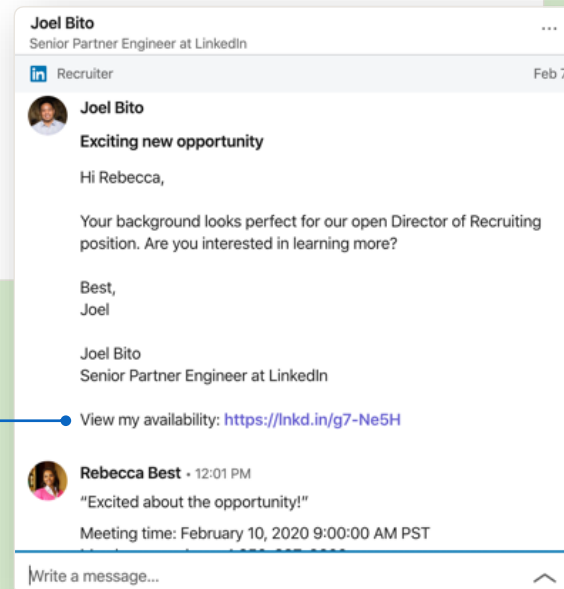 Joel Bito
Senior Partner Engineer at LinkedIn
...
in Recruiter Feb 7
Joel Bito
Exciting new opportunity
Hi Rebecca,
Your background looks perfect for our open Director of Recruiting
position. Are you interested in learning more?
Best,
Joel
Joel Bito
Senior Partner Engineer at LinkedIn
View my availability: https://lnkd.in/g7-Ne5H
Rebecca Best • 12:01 PM
“Excited about the opportunity!”
Meeting time: February 10, 2020 9:00:00 AM PST
Write a message...